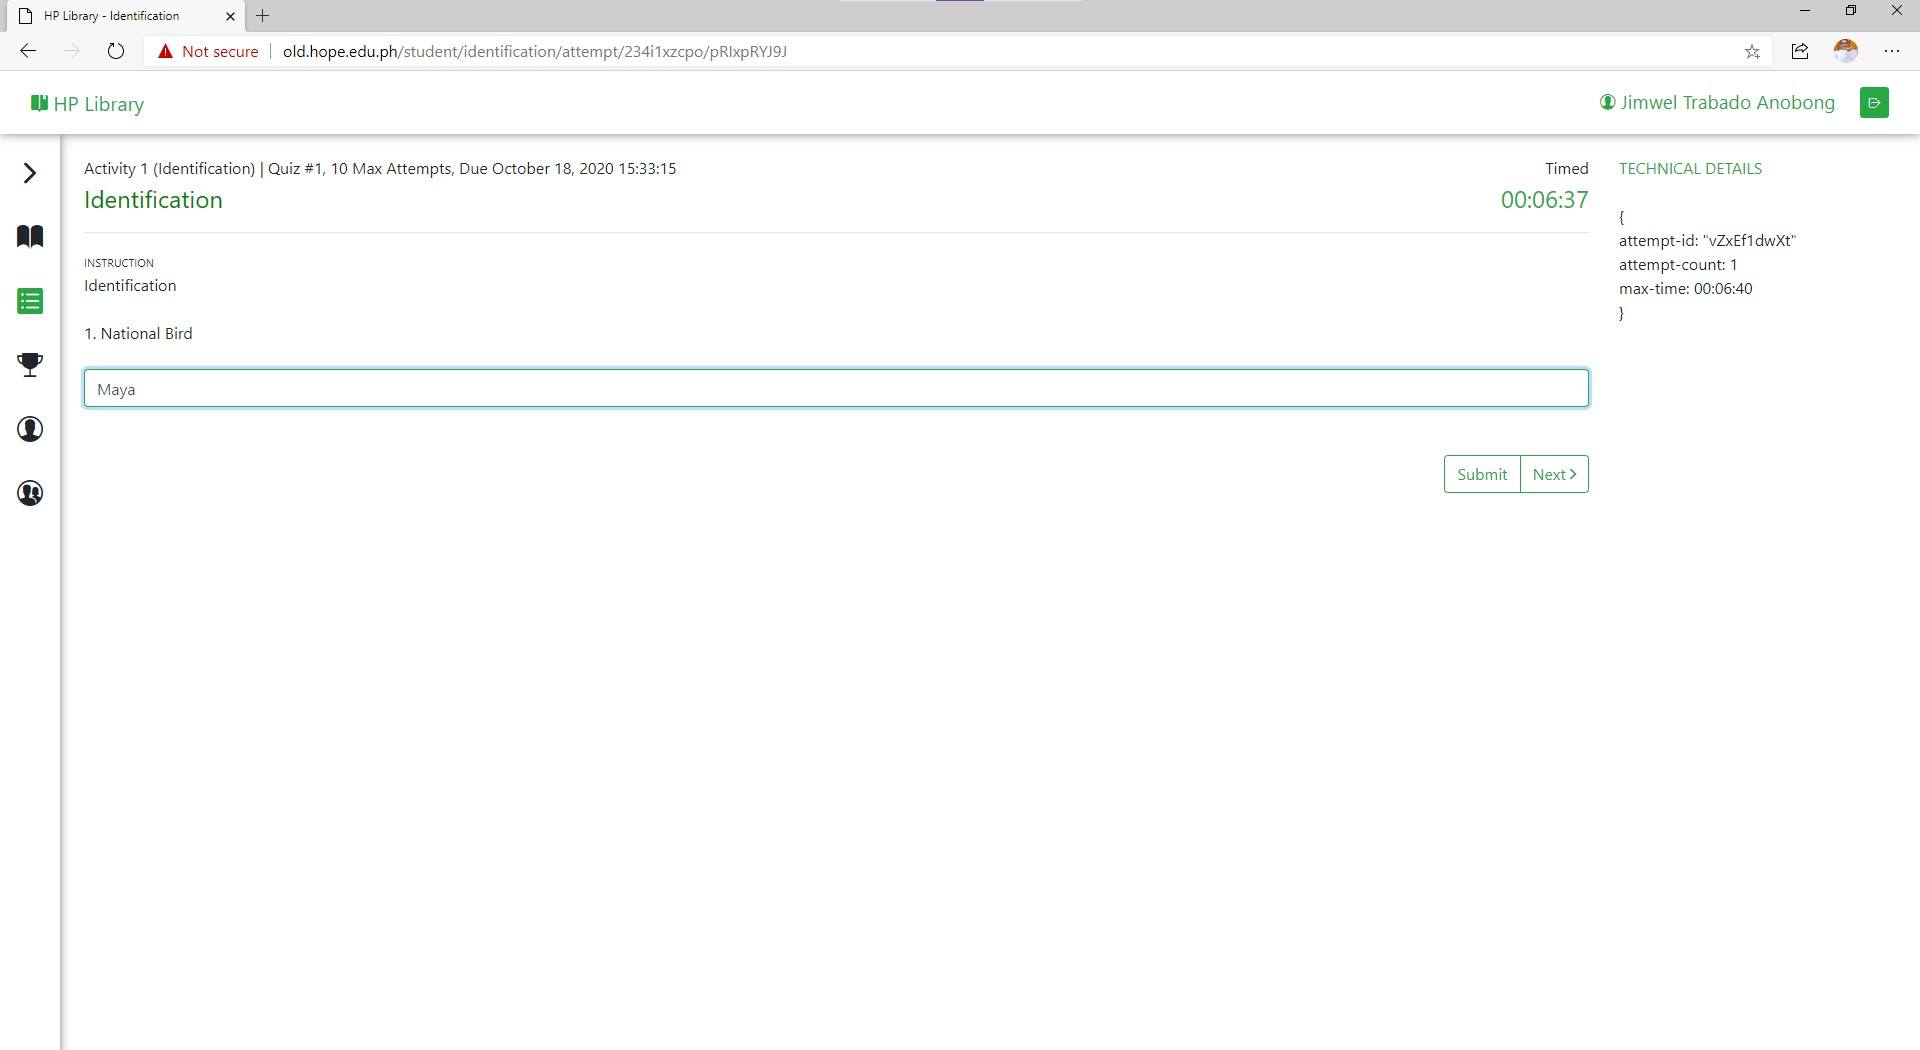 HP Library - Identification
Not secure
old.hope.edu.ph/student/identification/attempt/234i1xzcpo/pRIxpRYJ9J
HP Library
Jimwel Trabado Anobong
Activity 1 (Identification) | Quiz #1, 10 Max Attempts, Due October 18, 2020 15:33:15
Timed
Identification
00:06:37
INSTRUCTION
Identification
1. National Bird
Maya
Submit
Next
TECHNICAL DETAILS
{
attempt-id: "vZxEf1dwXt"
attempt-count: 1
max-time: 00:06:40
}